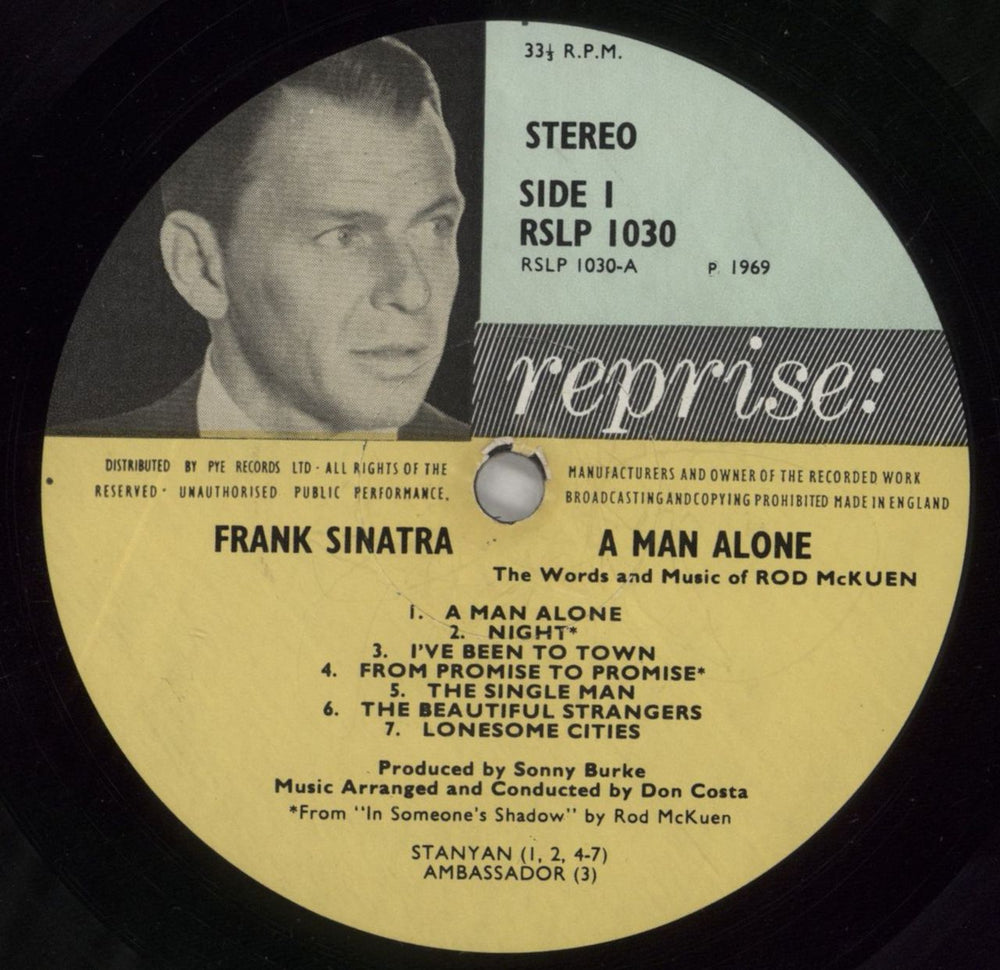 33⅓ R.P.M.
STEREO
SIDE 1
RSLP 1030
RSLP 1030-A P 1969
reprise:
DISTRIBUTED BY PYE RECORDS LTD · ALL RIGHTS OF THE MANUFACTURERS AND OWNER OF THE RECORDED WORK
RESERVED · UNAUTHORISED PUBLIC PERFORMANCE, BROADCASTING AND COPYING PROHIBITED MADE IN ENGLAND
FRANK SINATRA A MAN ALONE
The Words and Music of ROD McKUEN
1. A MAN ALONE
2. NIGHT*
3. I'VE BEEN TO TOWN
4. FROM PROMISE TO PROMISE*
5. THE SINGLE MAN
6. THE BEAUTIFUL STRANGERS
7. LONESOME CITIES
Produced by Sonny Burke
Music Arranged and Conducted by Don Costa
*From "In Someone's Shadow" by Rod McKuen
STANYAN (1, 2, 4-7)
AMBASSADOR (3)